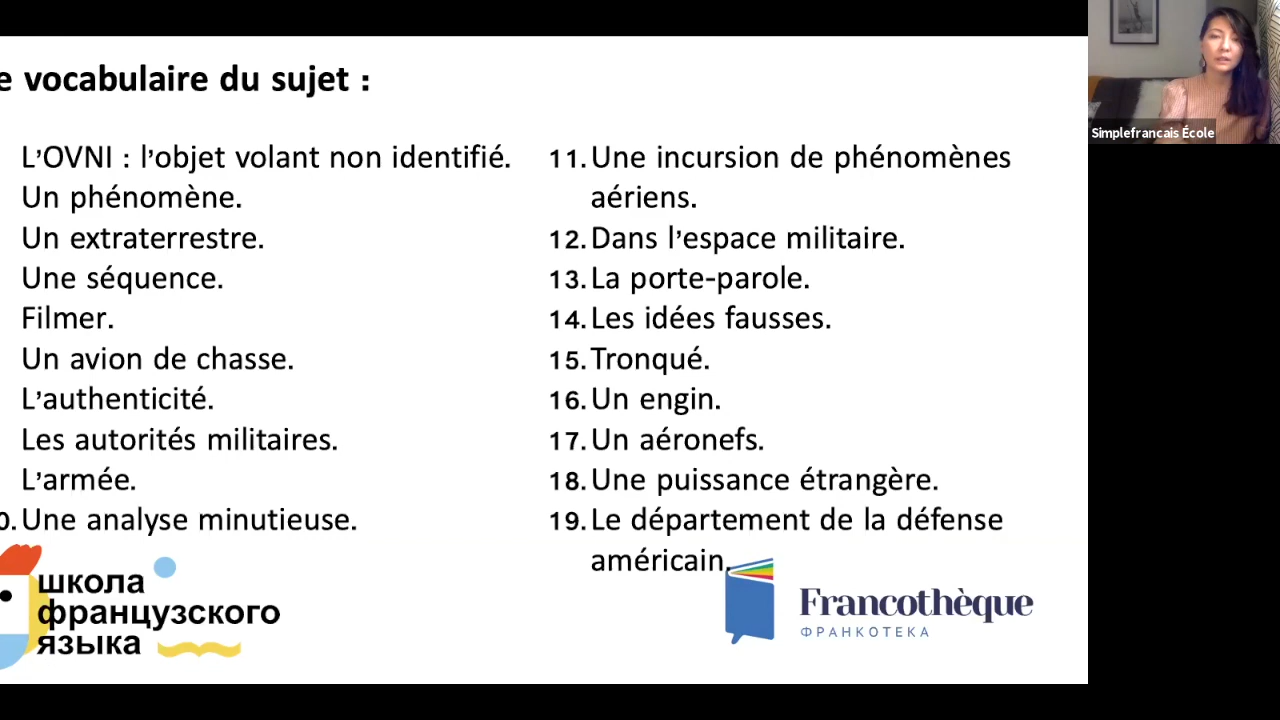 e vocabulaire du sujet :
L’OVNI : l’objet volant non identifié.
Un phénomène.
Un extraterrestre.
Une séquence.
Filmer.
Un avion de chasse.
L’authenticité.
Les autorités militaires.
L’armée.
0. Une analyse minutieuse.
11. Une incursion de phénomènes
aériens.
12. Dans l’espace militaire.
13. La porte-parole.
14. Les idées fausses.
15. Tronqué.
16. Un engin.
17. Un aéronefs.
18. Une puissance étrangère.
19. Le département de la défense
américain.
школа
французского
языка
Francothèque
ФРАНКОТЕКА
Simplefrancais École